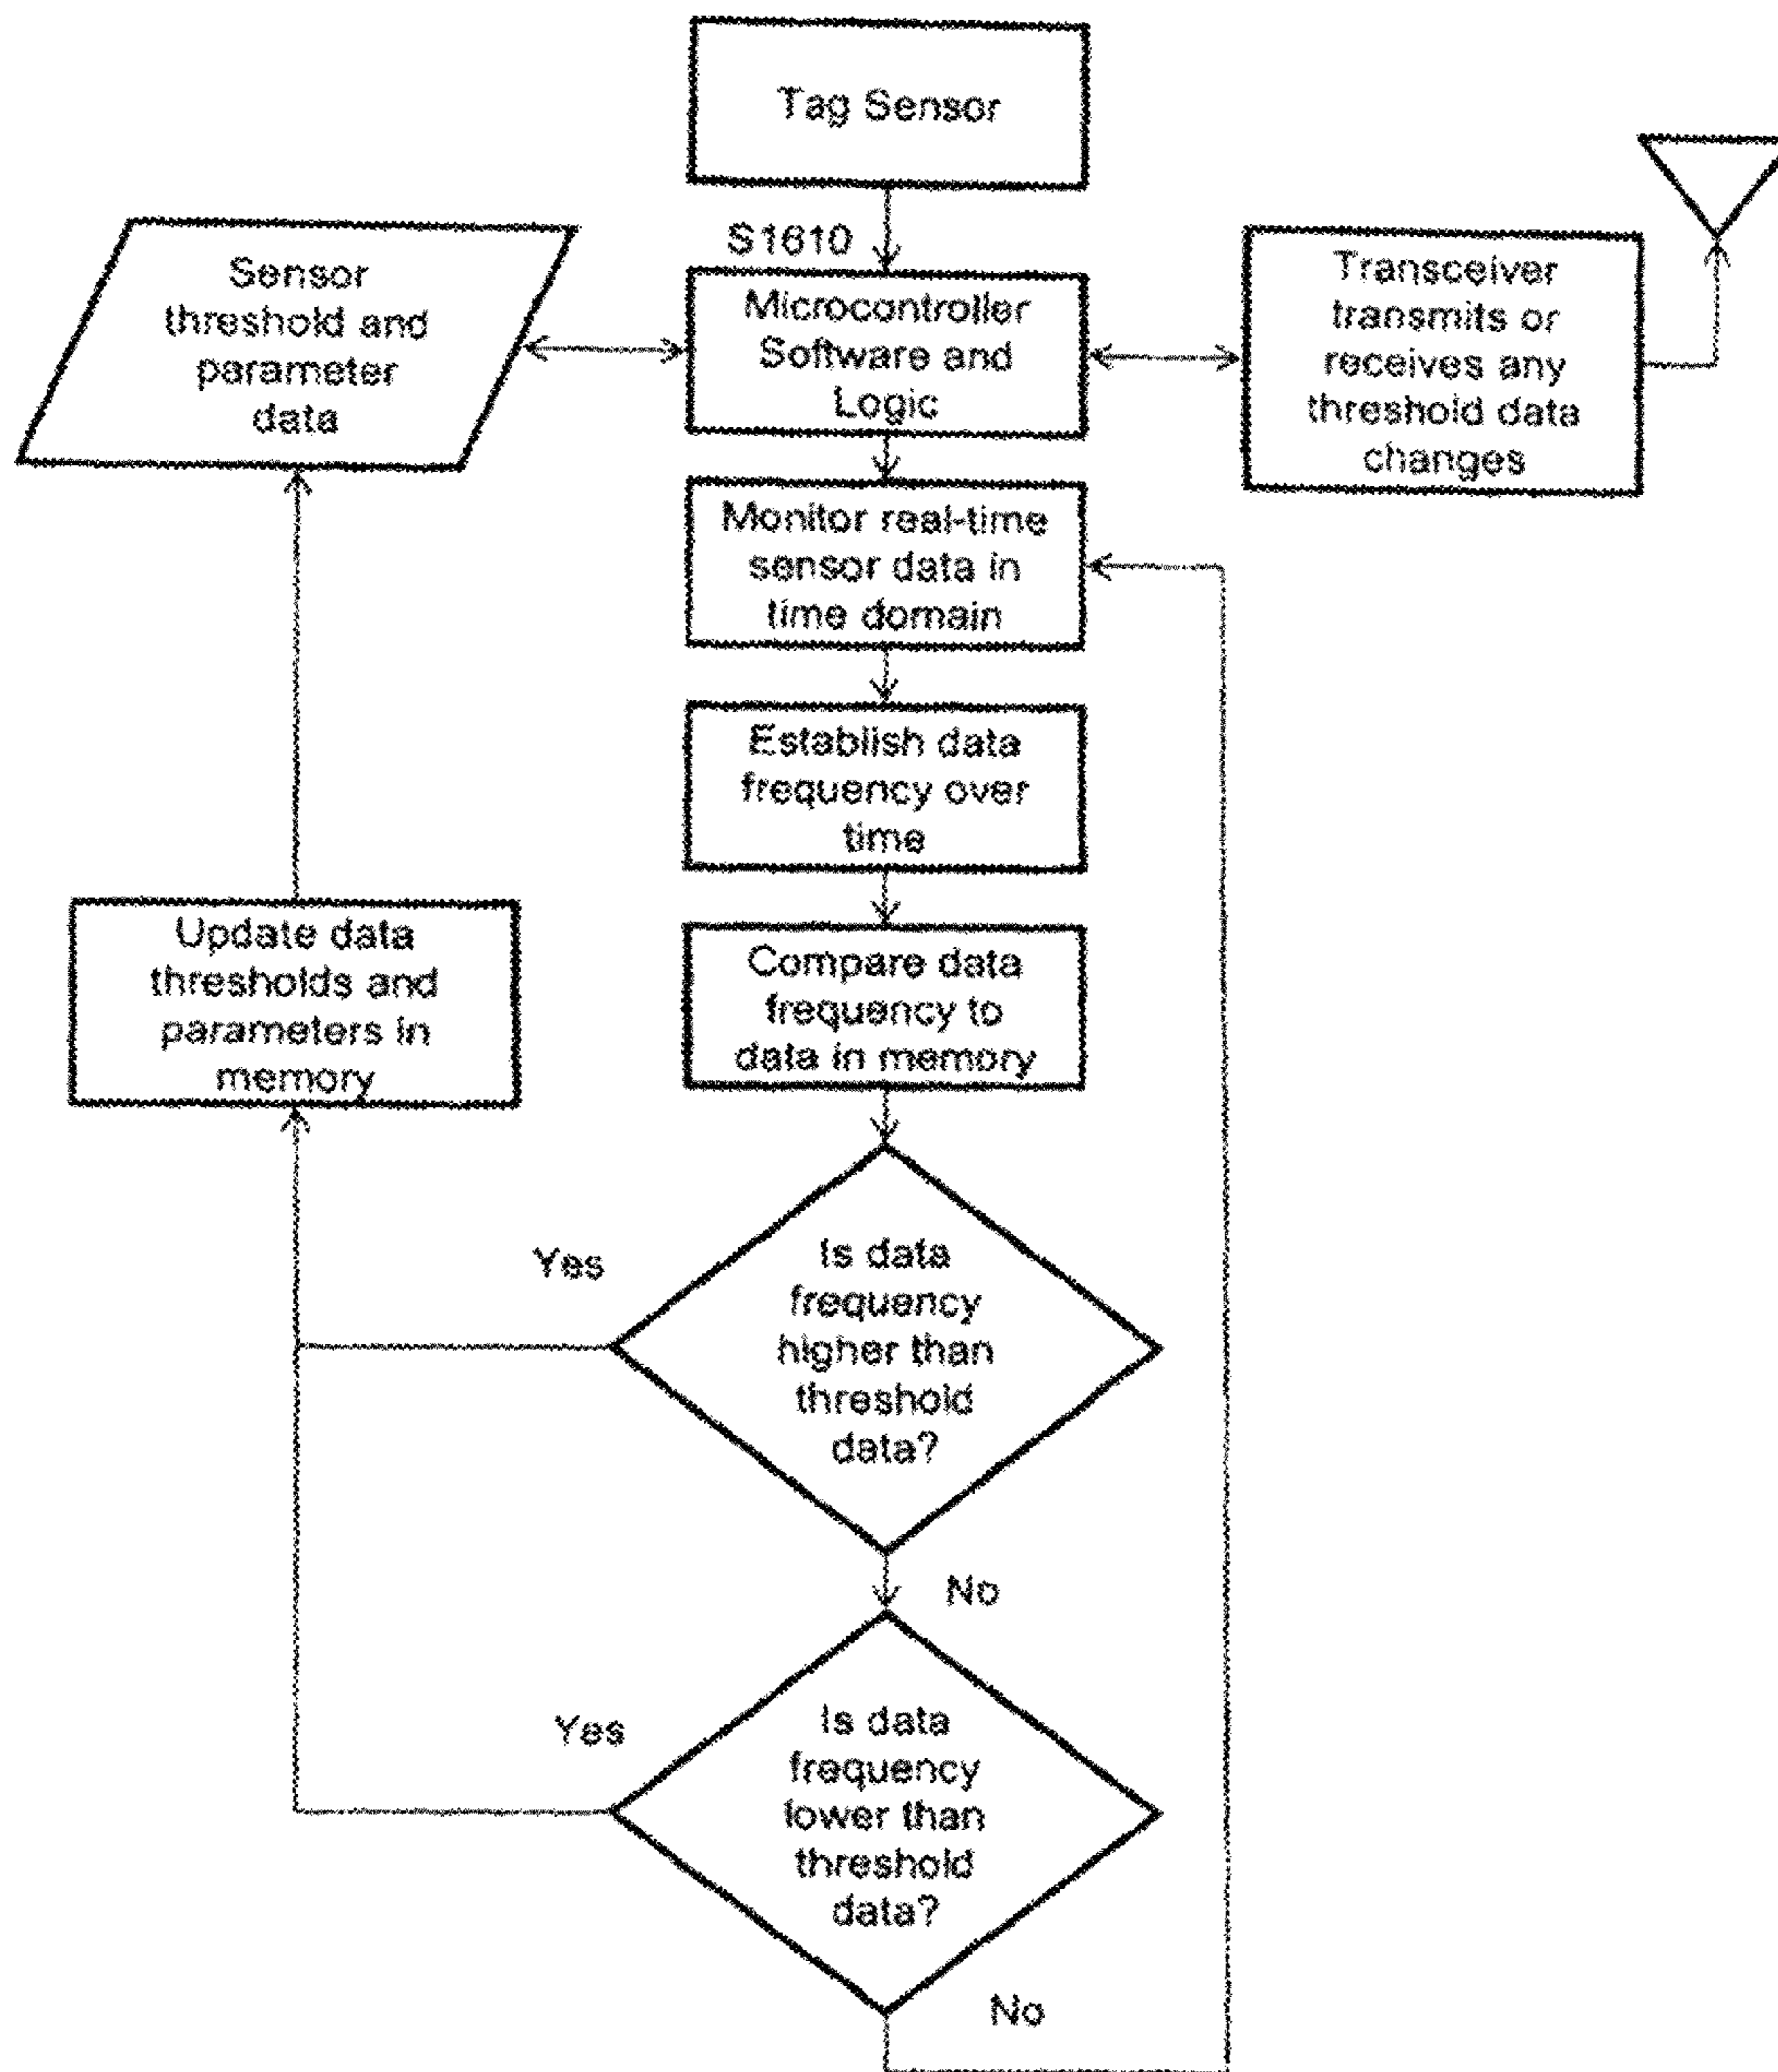 Tag Sensor
S1610
Sensor
threshold and
parameter
data
Microcontroller
Software and
Logic
Transceiver
transmits or
receives any
threshold data
changes
Monitor real-time
sensor data in
time domain
Establish data
frequency over
time
Update data
thresholds and
parameters in
memory
Compare data
frequency to
data in memory
Yes
Is data
frequency
higher than
threshold
data?
No
Yes
Is data
frequency
lower than
threshold
data?
No